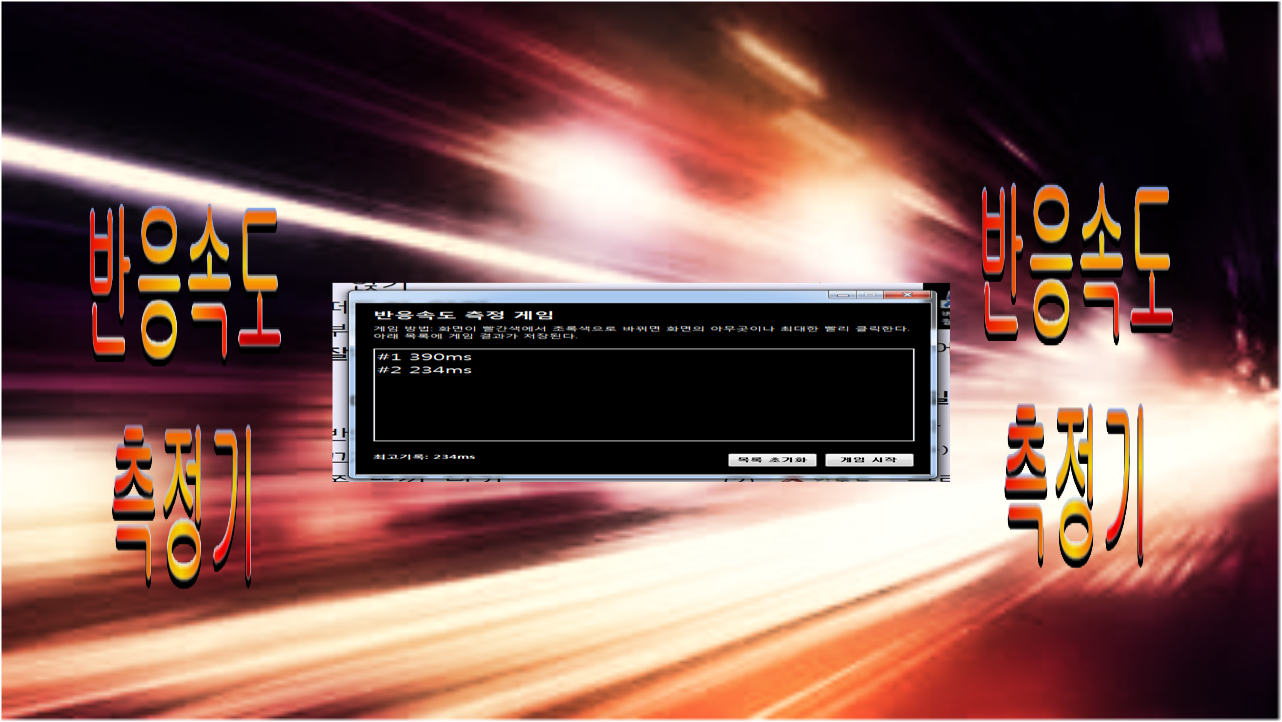 반응속도
측정기
반응속도 측정 게임
게임 방법: 화면이 빨간색에서 초록색으로 바뀌면 화면의 아무곳이나 최대한 빨리 클릭한다.
아래 목록에 게임 결과가 저장된다.
#1 390ms
#2 234ms
최고기록: 234ms
목록 초기화
게임 시작
반응속도
측정기